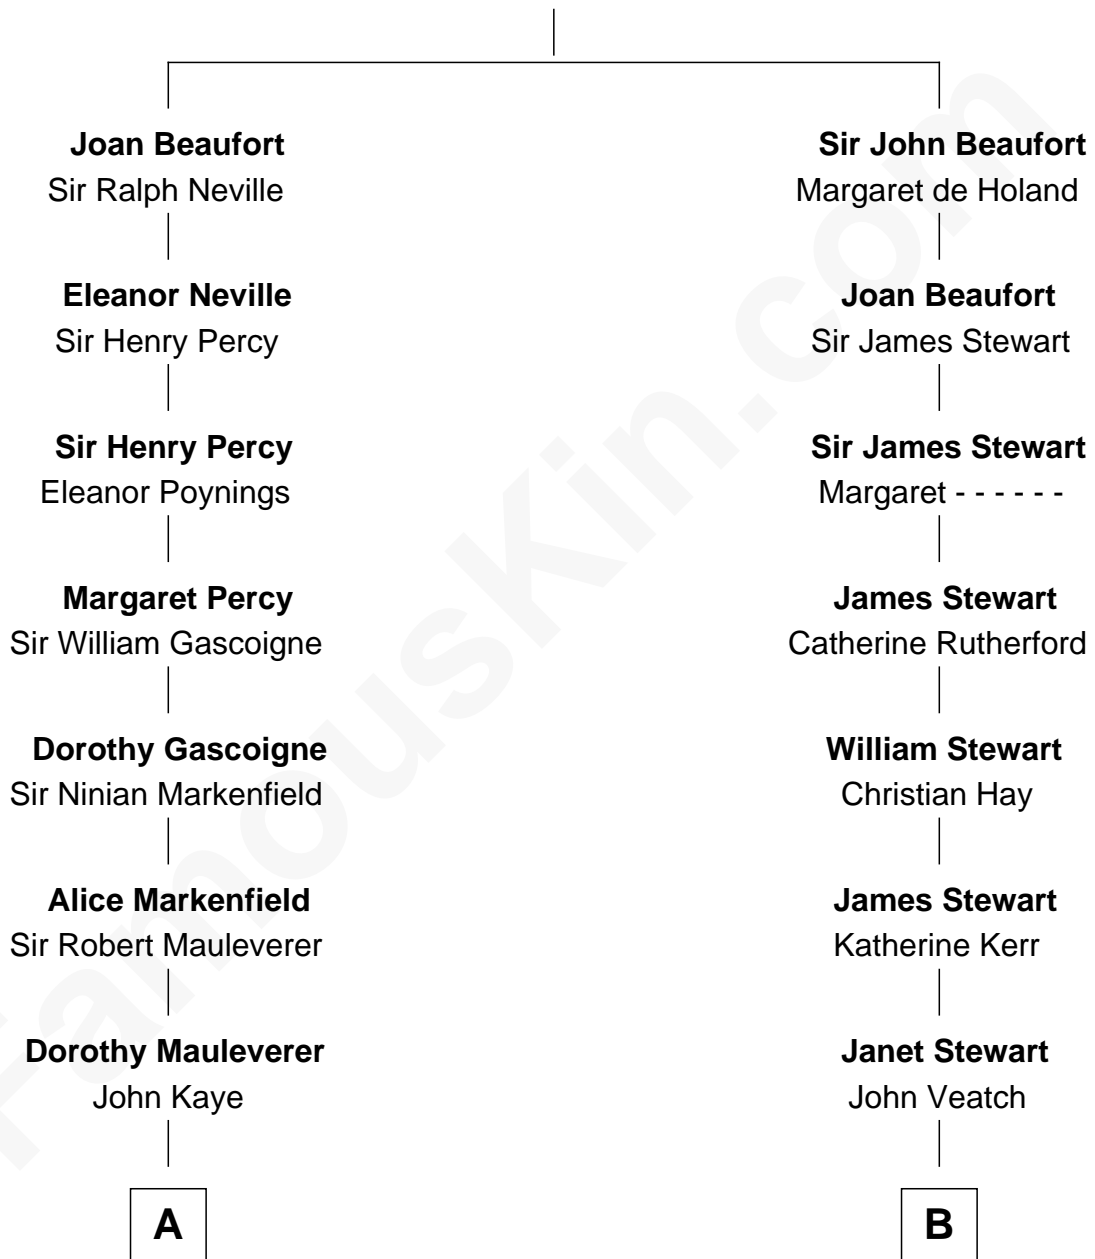 Joan Beaufort
Sir Ralph Neville
Eleanor Neville
Sir Henry Percy
Sir Henry Percy
Eleanor Poynings
Margaret Percy
Sir William Gascoigne
Dorothy Gascoigne
Sir Ninian Markenfield
Alice Markenfield
Sir Robert Mauleverer
Dorothy Mauleverer
John Kaye
A
Sir John Beaufort
Margaret de Holand
Joan Beaufort
Sir James Stewart
Sir James Stewart
Margaret - - - - - -
James Stewart
Catherine Rutherford
William Stewart
Christian Hay
James Stewart
Katherine Kerr
Janet Stewart
John Veatch
B
FamousKin.com